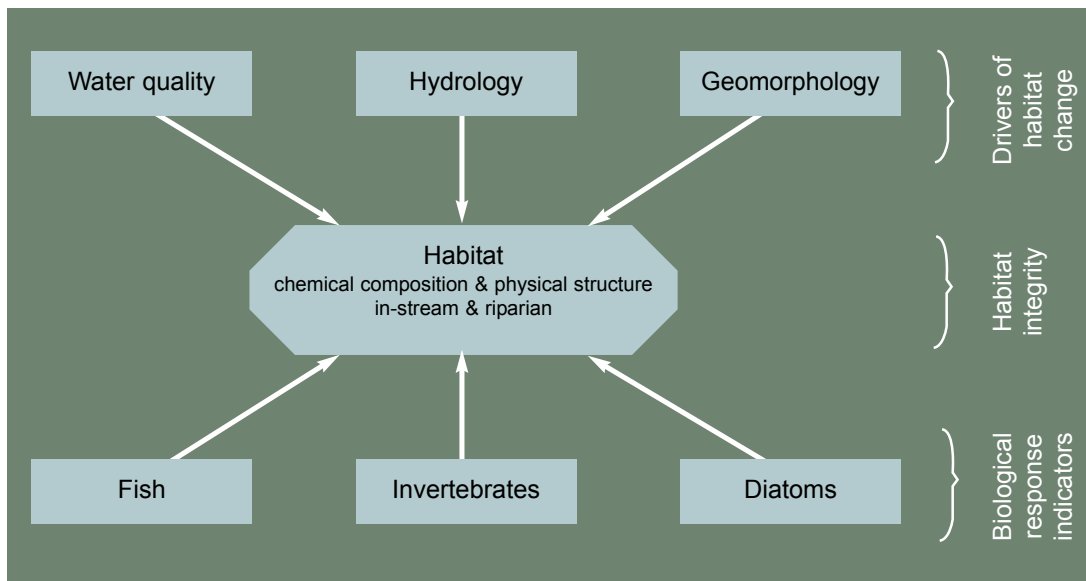 Water quality
Hydrology
Geomorphology
Drivers of
habitat
change
Habitat
chemical composition & physical structure
in-stream & riparian
Habitat
integrity
Fish
Invertebrates
Diatoms
Biological
response
indicators